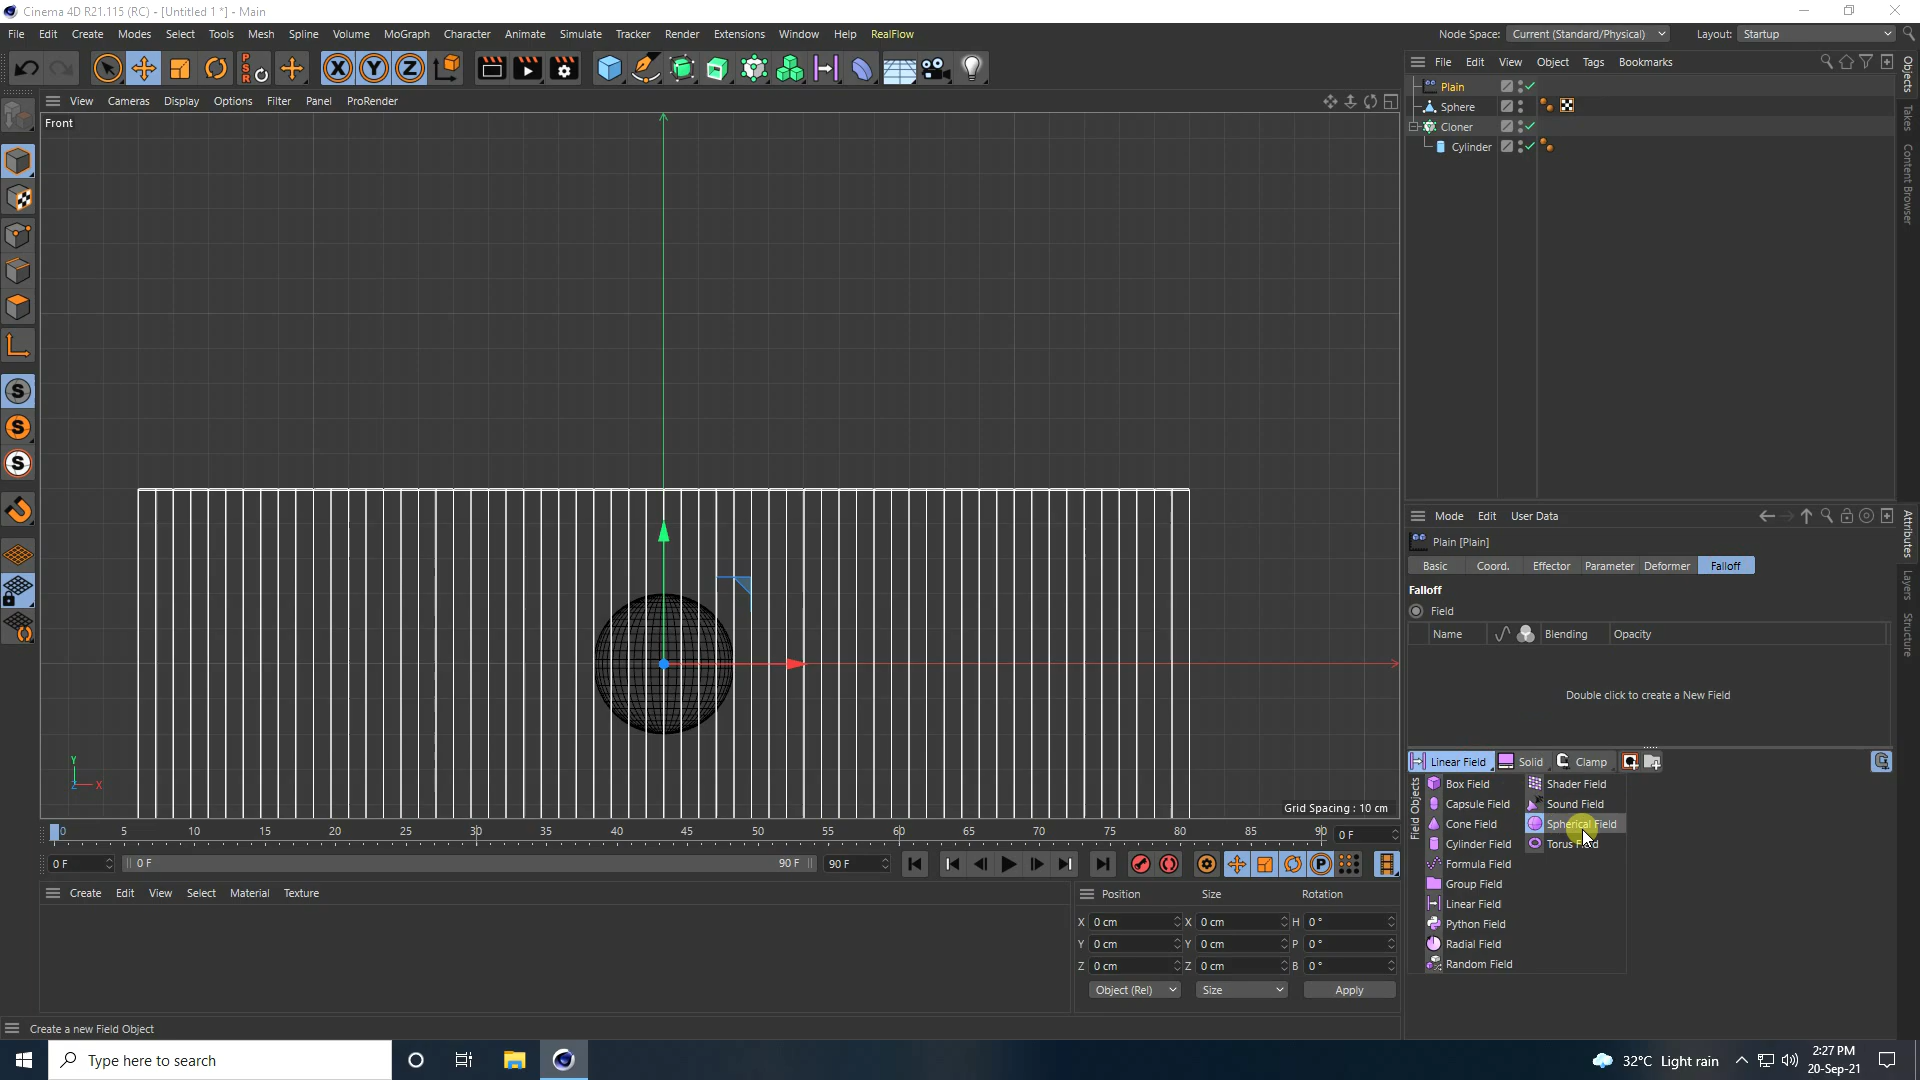 Cinema 4D R21.115 (RC) - [Untitled 1 *] - Main
File Edit Create Modes Select Tools Mesh Spline Volume MoGraph Character Animate Simulate Tracker Render Extensions Window Help RealFlow
Node Space: Current (Standard/Physical) Layout: Startup
P S R
X Y Z
File Edit View Object Tags Bookmarks
Plain
Sphere
Cloner
Cylinder
Objects
Takes
Content Browser
View Cameras Display Options Filter Panel ProRender
Front
S
S
S
Y
X
Z
Grid Spacing : 10 cm
Mode Edit User Data
Plain [Plain]
Basic Coord. Effector Parameter Deformer Falloff
Falloff
Field
Name Blending Opacity
Double click to create a New Field
Linear Field Solid Clamp
Field Objects
Box Field Shader Field
Capsule Field Sound Field
Cone Field Spherical Field
Cylinder Field Torus Field
Formula Field
Group Field
Linear Field
Python Field
Radial Field
Random Field
Attributes
Layers
Structure
0 5 10 15 20 25 30 35 40 45 50 55 60 65 70 75 80 85 90 0 F
0 F 0 F 90 F 90 F
P
Create Edit View Select Material Texture
Position Size Rotation
X 0 cm X 0 cm H 0 °
Y 0 cm Y 0 cm P 0 °
Z 0 cm Z 0 cm B 0 °
Object (Rel) Size Apply
Create a new Field Object
Type here to search
32°C Light rain
2:27 PM
20-Sep-21